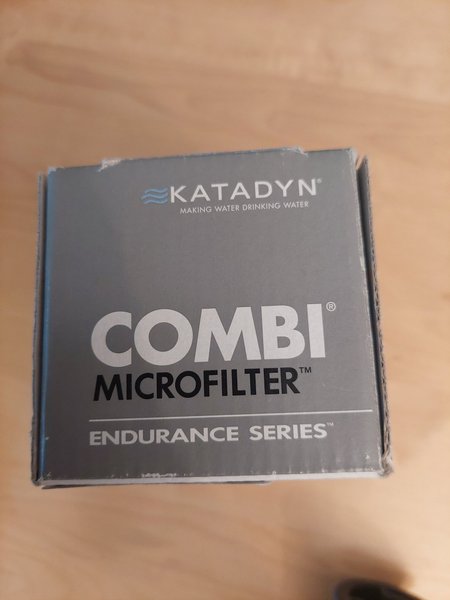 KATADYN®
MAKING WATER DRINKING WATER
COMBI®
MICROFILTER™
ENDURANCE SERIES™